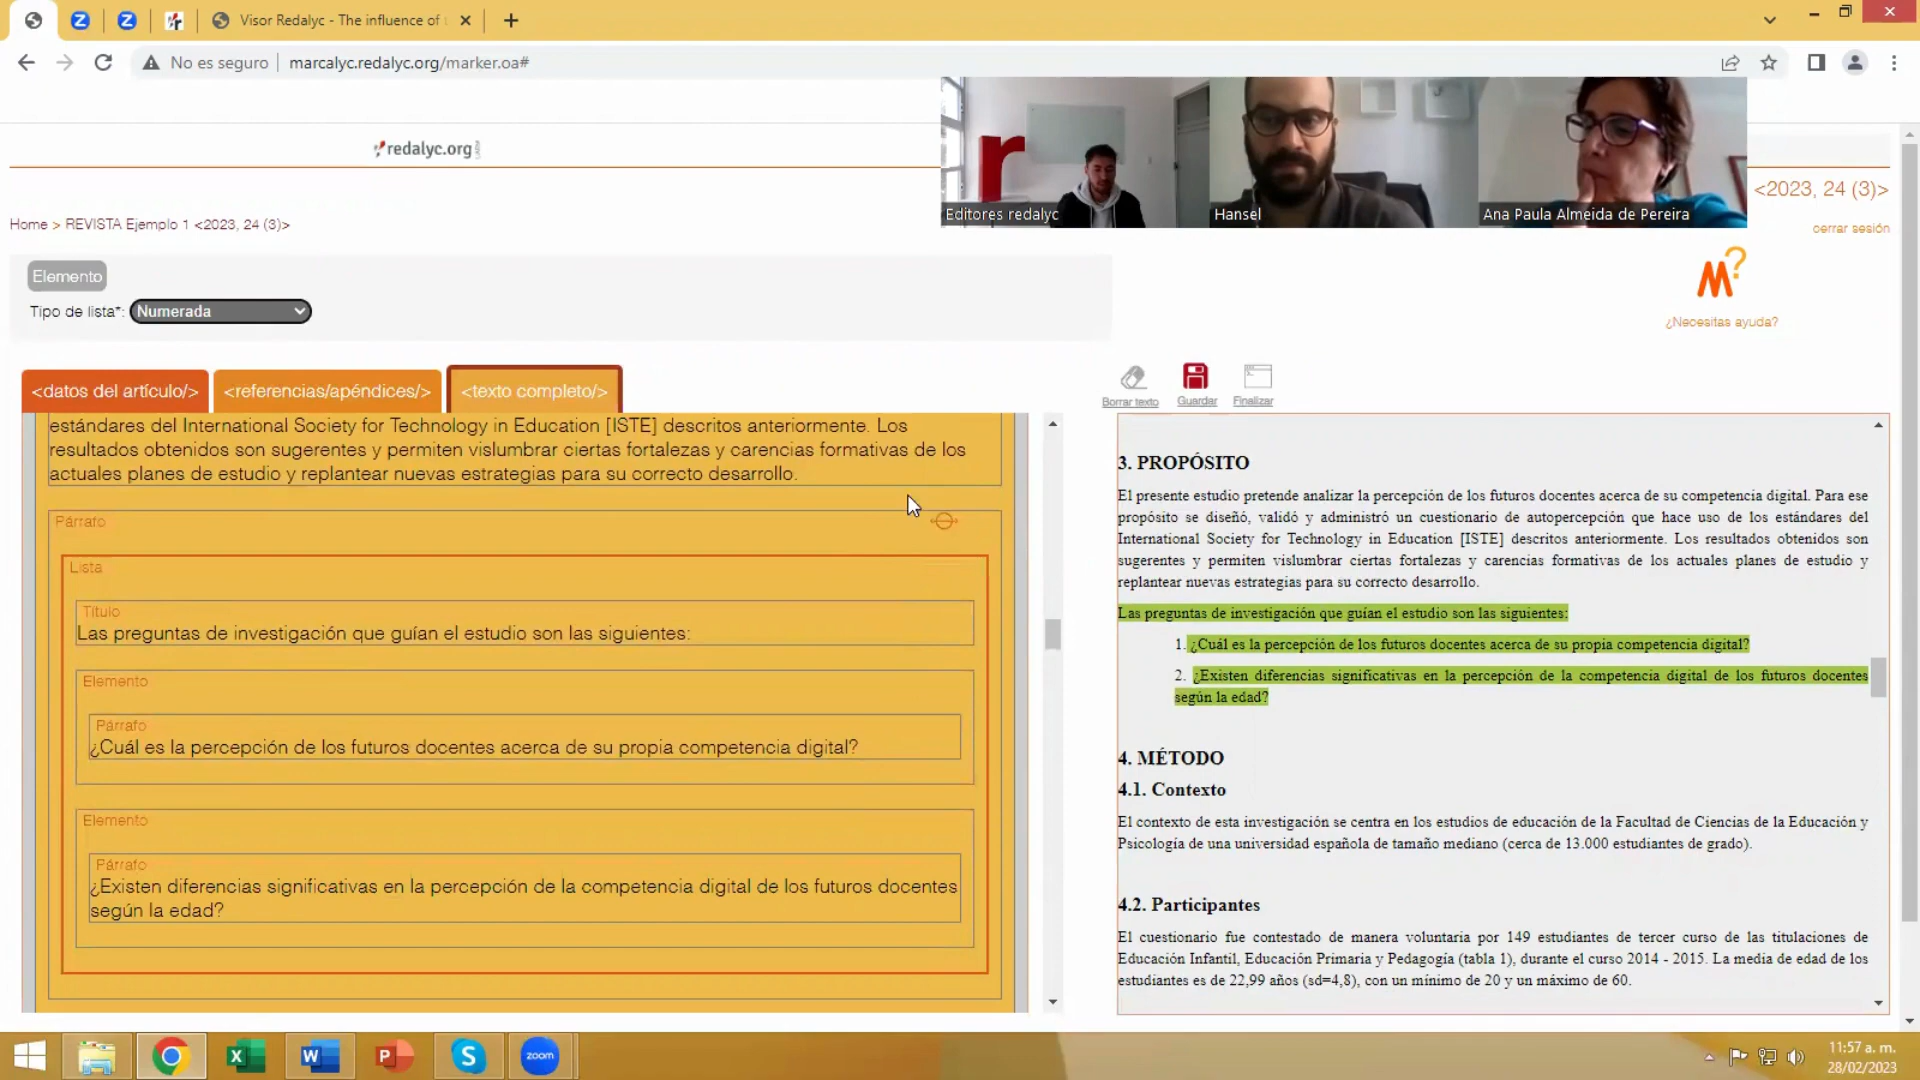 Visor Redalyc - The influence of
No es seguro
marcalyc.redalyc.org/marker.oa#
redalyc.org
Editores redalyc
Hansel
Ana Paula Almeida de Pereira
<2023, 24 (3)>
cerrar sesión
Home > REVISTA Ejemplo 1 <2023, 24 (3)>
Elemento
Tipo de lista*: Numerada
M?
¿Necesitas ayuda?
<datos del artículo/>
<referencias/apéndices/>
<texto completo/>
Borrar texto
Guardar
Finalizar
estándares del International Society for Technology in Education [ISTE] descritos anteriormente. Los
resultados obtenidos son sugerentes y permiten vislumbrar ciertas fortalezas y carencias formativas de los
actuales planes de estudio y replantear nuevas estrategias para su correcto desarrollo.
Párrafo
Lista
Título
Las preguntas de investigación que guían el estudio son las siguientes:
Elemento
Párrafo
¿Cuál es la percepción de los futuros docentes acerca de su propia competencia digital?
Elemento
Párrafo
¿Existen diferencias significativas en la percepción de la competencia digital de los futuros docentes
según la edad?
3. PROPÓSITO
El presente estudio pretende analizar la percepción de los futuros docentes acerca de su competencia digital. Para ese
propósito se diseñó, validó y administró un cuestionario de autopercepción que hace uso de los estándares del
International Society for Technology in Education [ISTE] descritos anteriormente. Los resultados obtenidos son
sugerentes y permiten vislumbrar ciertas fortalezas y carencias formativas de los actuales planes de estudio y
replantear nuevas estrategias para su correcto desarrollo.
Las preguntas de investigación que guían el estudio son las siguientes:
1. ¿Cuál es la percepción de los futuros docentes acerca de su propia competencia digital?
2. ¿Existen diferencias significativas en la percepción de la competencia digital de los futuros docentes
según la edad?
4. MÉTODO
4.1. Contexto
El contexto de esta investigación se centra en los estudios de educación de la Facultad de Ciencias de la Educación y
Psicología de una universidad española de tamaño mediano (cerca de 13.000 estudiantes de grado).
4.2. Participantes
El cuestionario fue contestado de manera voluntaria por 149 estudiantes de tercer curso de las titulaciones de
Educación Infantil, Educación Primaria y Pedagogía (tabla 1), durante el curso 2014 - 2015. La media de edad de los
estudiantes es de 22,99 años (sd=4,8), con un mínimo de 20 y un máximo de 60.
zoom
11:57 a. m.
28/02/2023